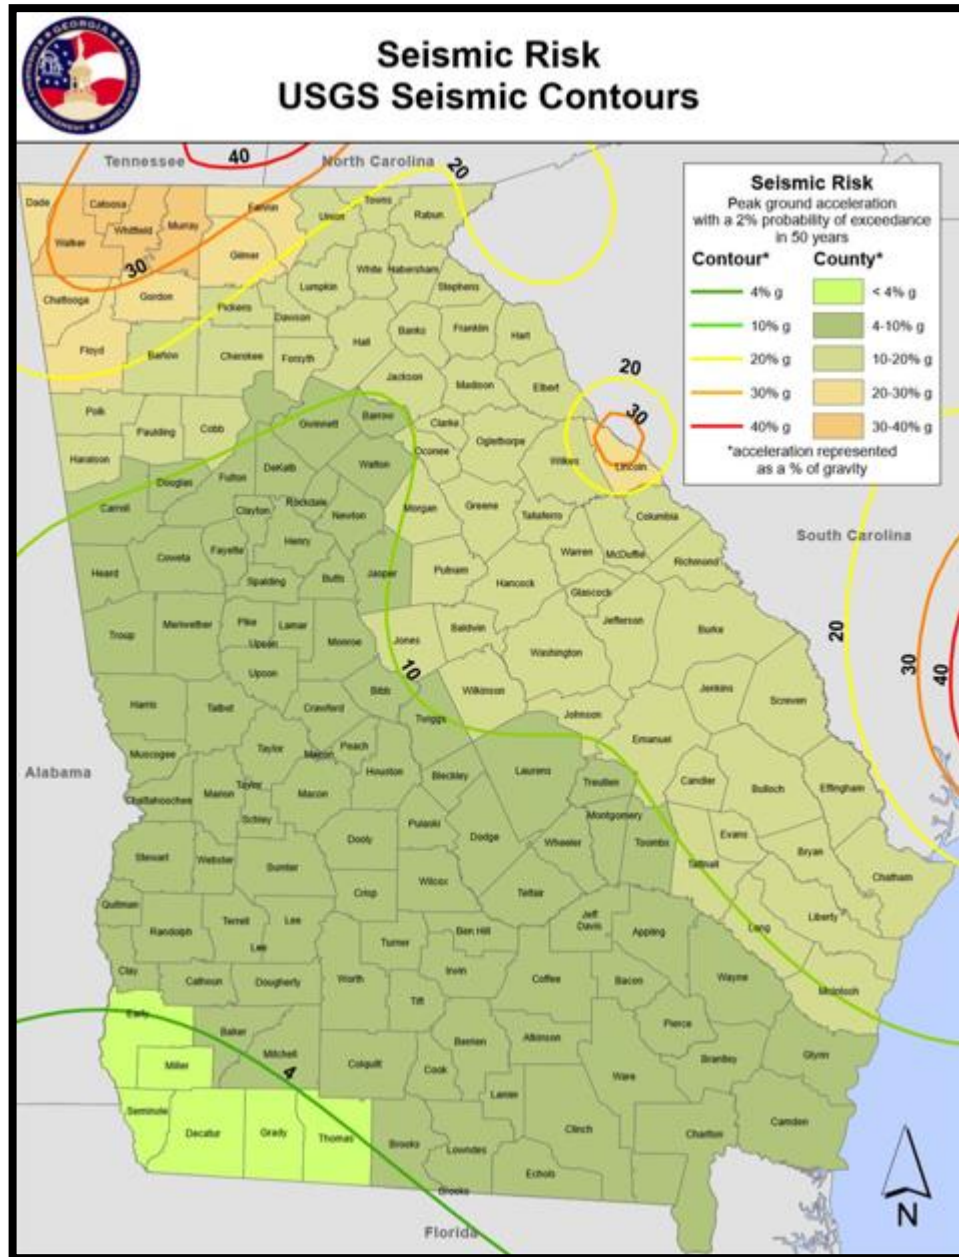 GEORGIA
Seismic Risk
USGS Seismic Contours
Tennessee
40
North Carolina
20
Seismic Risk
Peak ground acceleration
with a 2% probability of exceedance
in 50 years
Contour* County*
4% g < 4% g
10% g 4-10% g
20% g 10-20% g
30% g 20-30% g
40% g 30-40% g
*acceleration represented
as a % of gravity
Dade Catoosa Fannin Union Towns Rabun
Walker Whitfield Murray Gilmer
30
White Habersham
Chattooga Gordon Lumpkin Stephens
Pickens Dawson
Floyd Bartow Cherokee Forsyth Hall Banks Franklin Hart
20
Jackson Madison Elbert
30
Polk Paulding Cobb Gwinnett Barrow Clarke
Haralson Oconee Oglethorpe Wilkes Lincoln
Douglas Fulton DeKalb Walton
Carroll Clayton Rockdale Newton Morgan Greene Taliaferro Columbia
South Carolina
Heard Coweta Fayette Henry Warren McDuffie Richmond
Spalding Butts Jasper Putnam Hancock Glascock
Troup Meriwether Pike Lamar Monroe Jones Baldwin Jefferson Burke
Upson
20
30
40
10
Upson Washington
Harris Talbot Crawford Bibb Wilkinson Jenkins Screven
Twiggs Johnson
Muscogee Taylor Macon Peach Emanuel
Alabama
Houston Bleckley Laurens Treutlen Candler Bulloch Effingham
Chattahoochee Marion Taylor Macon
Schley Pulaski Montgomery
Dooly Dodge Wheeler Toombs Evans
Stewart Webster Sumter Tattnall Bryan
Crisp Wilcox Telfair Chatham
Quitman Randolph Terrell Lee Jeff
Davis Appling Liberty
Lee Turner Ben Hill Long
Clay Calhoun Dougherty Worth Irwin Coffee Bacon Wayne McIntosh
Early Tift
Baker Berrien Atkinson Pierce
Miller Mitchell Colquitt Cook Ware Brantley Glynn
4
Lanier
Seminole Decatur Grady Thomas Brooks Lowndes Clinch Charlton Camden
Echols
Brooks
Florida
N